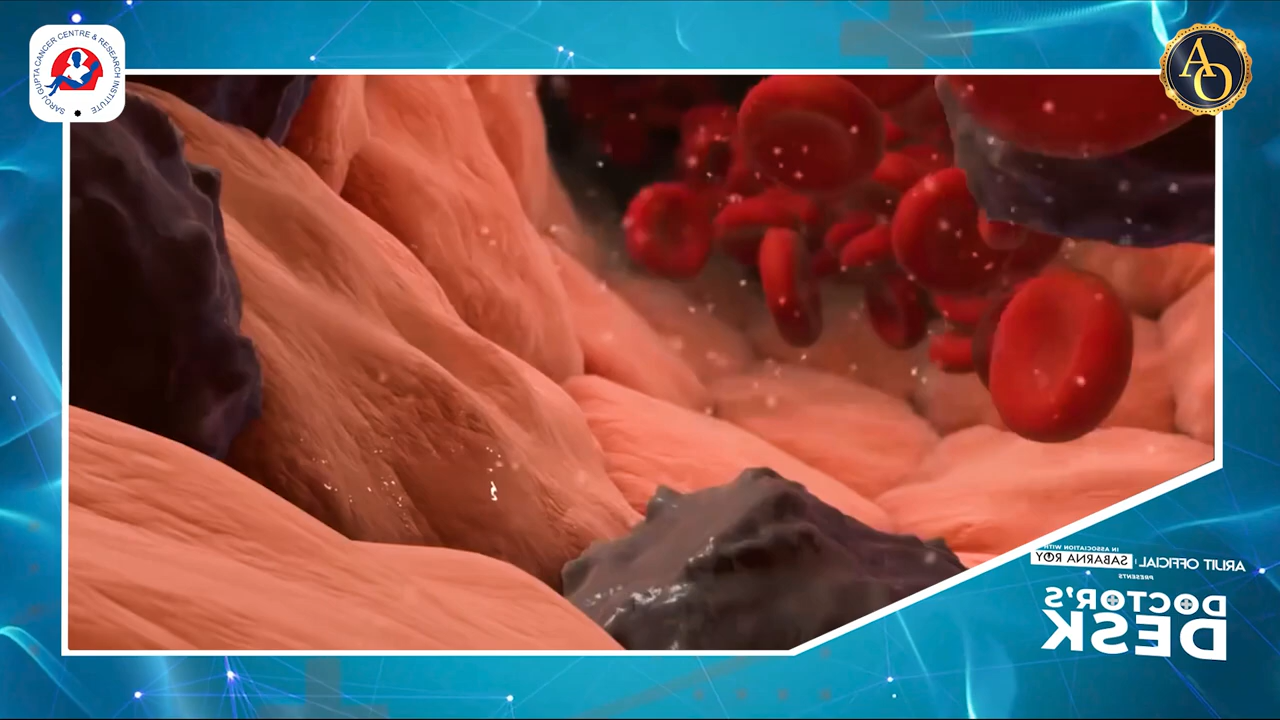 SAROJ GUPTA CANCER CENTRE & RESEARCH INSTITUTE
AO
ARIJIT OFFICIAL IN ASSOCIATION WITH SABARNA ROY
PRESENTS
DOCTOR'S
DESK